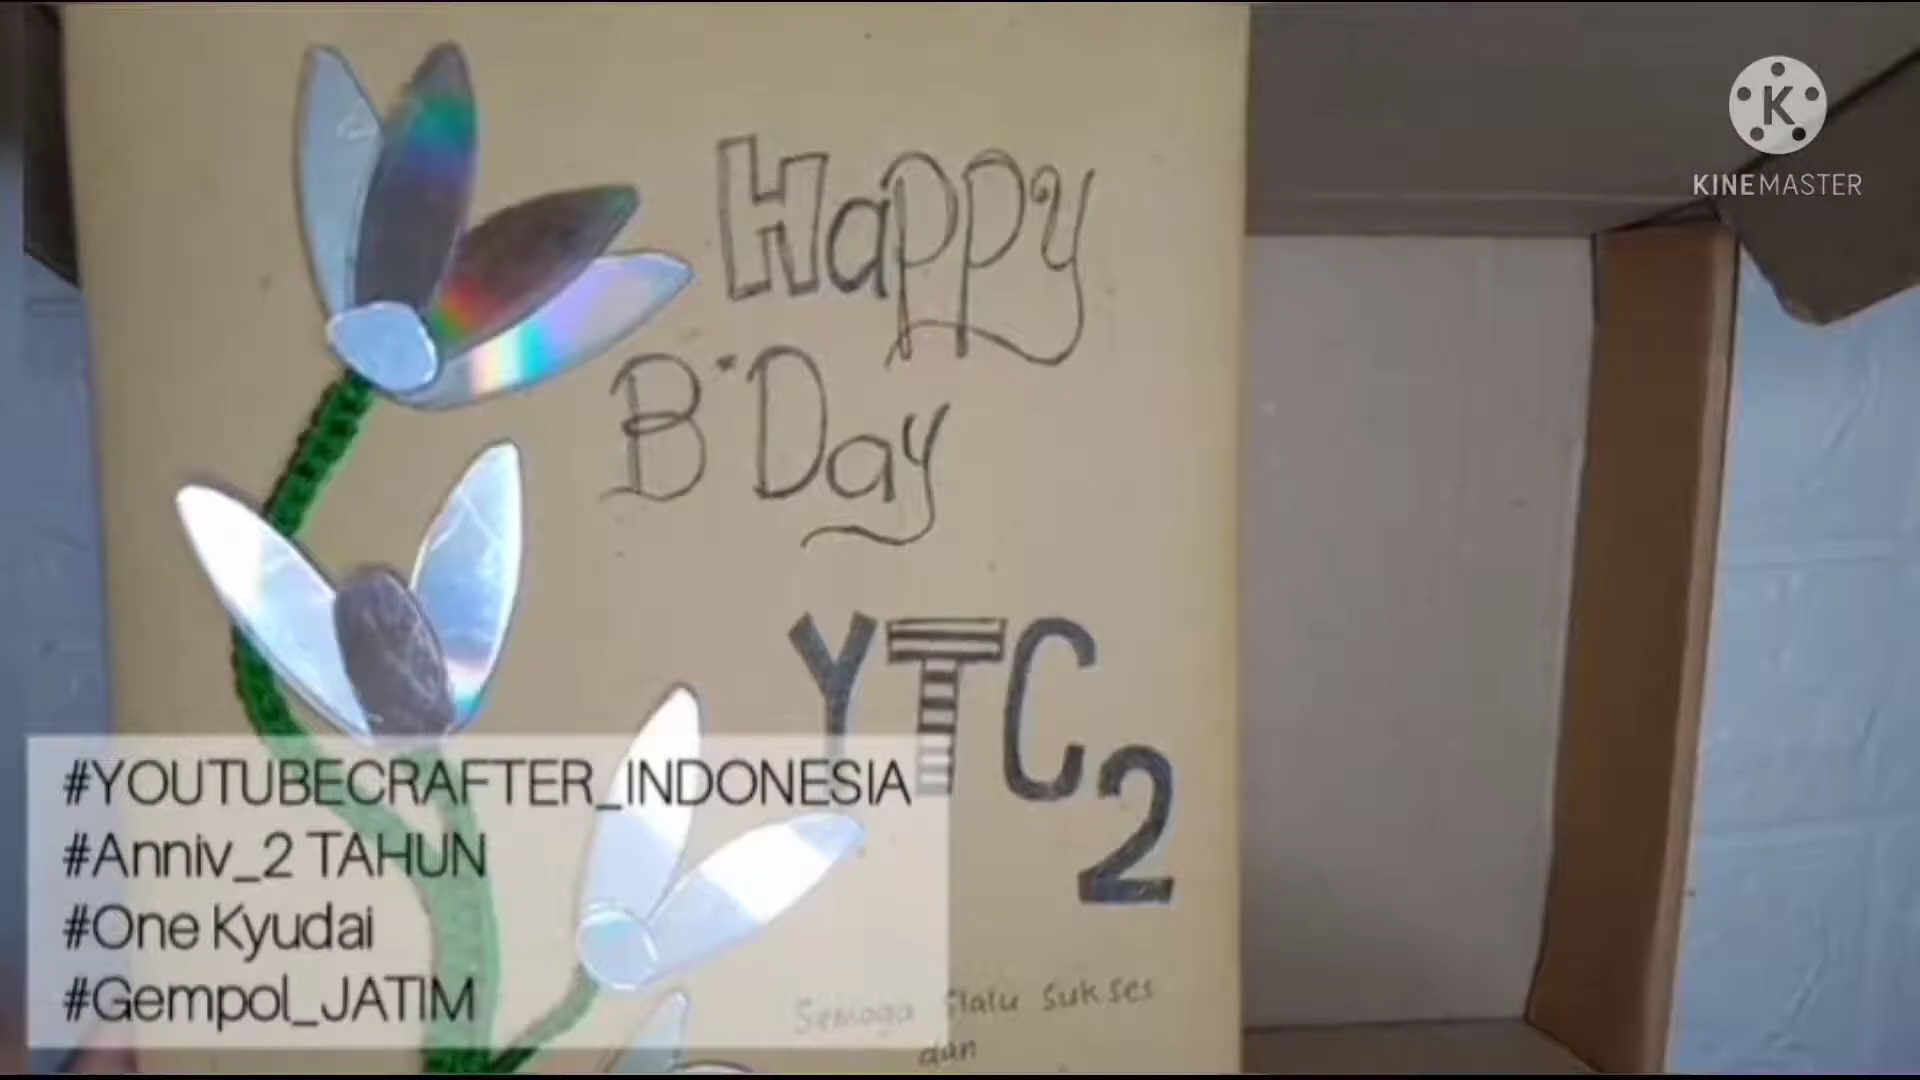 Happy
B'Day
YTC
2
Semoga slalu sukses
dan
#YOUTUBECRAFTER_INDONESIA
#Anniv_2 TAHUN
#One Kyudai
#Gempol_JATIM
K
KINEMASTER